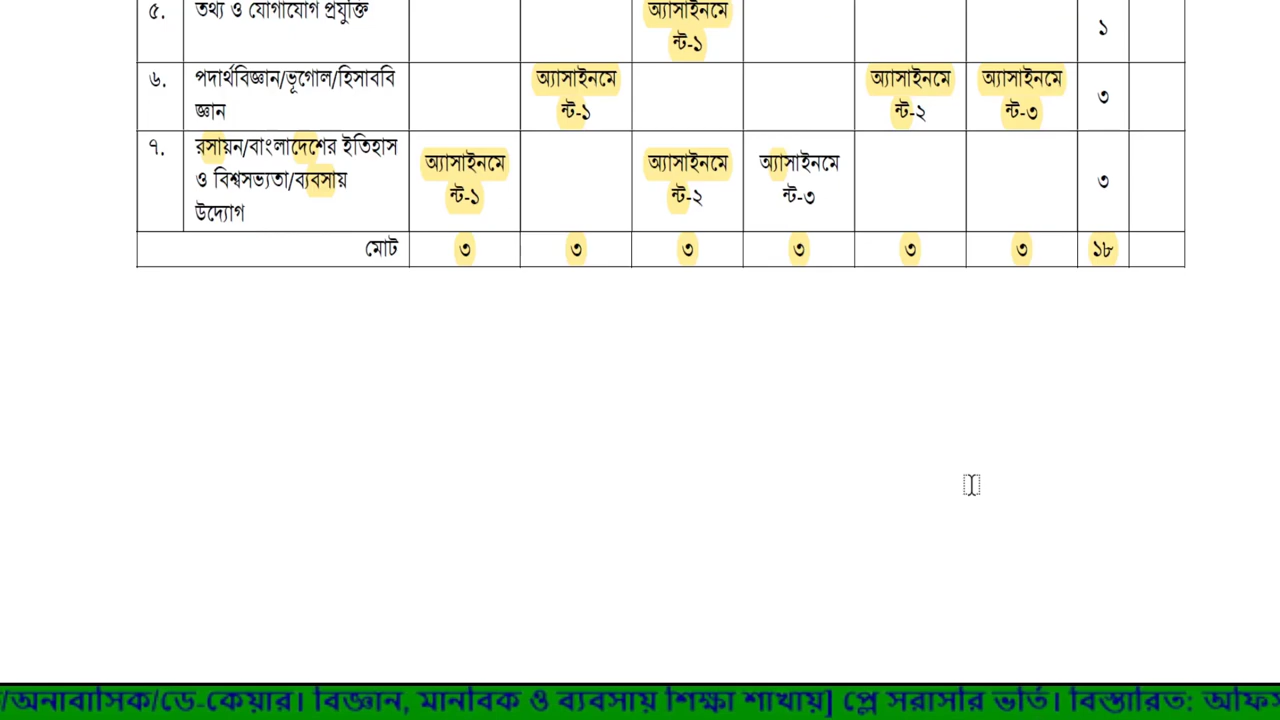 ৫. তথ্য ও যোগাযোগ প্রযুক্তি অ্যাসাইনমে ১
ন্ট-১
৬. পদার্থবিজ্ঞান/ভূগোল/হিসাববি অ্যাসাইনমে অ্যাসাইনমে অ্যাসাইনমে ৩
জ্ঞান ন্ট-১ ন্ট-২ ন্ট-৩
৭. রসায়ন/বাংলাদেশের ইতিহাস অ্যাসাইনমে অ্যাসাইনমে অ্যাসাইনমে ৩
ও বিশ্বসভ্যতা/ব্যবসায় ন্ট-১ ন্ট-২ ন্ট-৩
উদ্যোগ
মোট ৩ ৩ ৩ ৩ ৩ ৩ ১৮
/অনাবাসিক/ডে-কেয়ার। বিজ্ঞান, মানবিক ও ব্যবসায় শিক্ষা শাখায়] প্লে সরাসরি ভর্তি। বিস্তারিত: